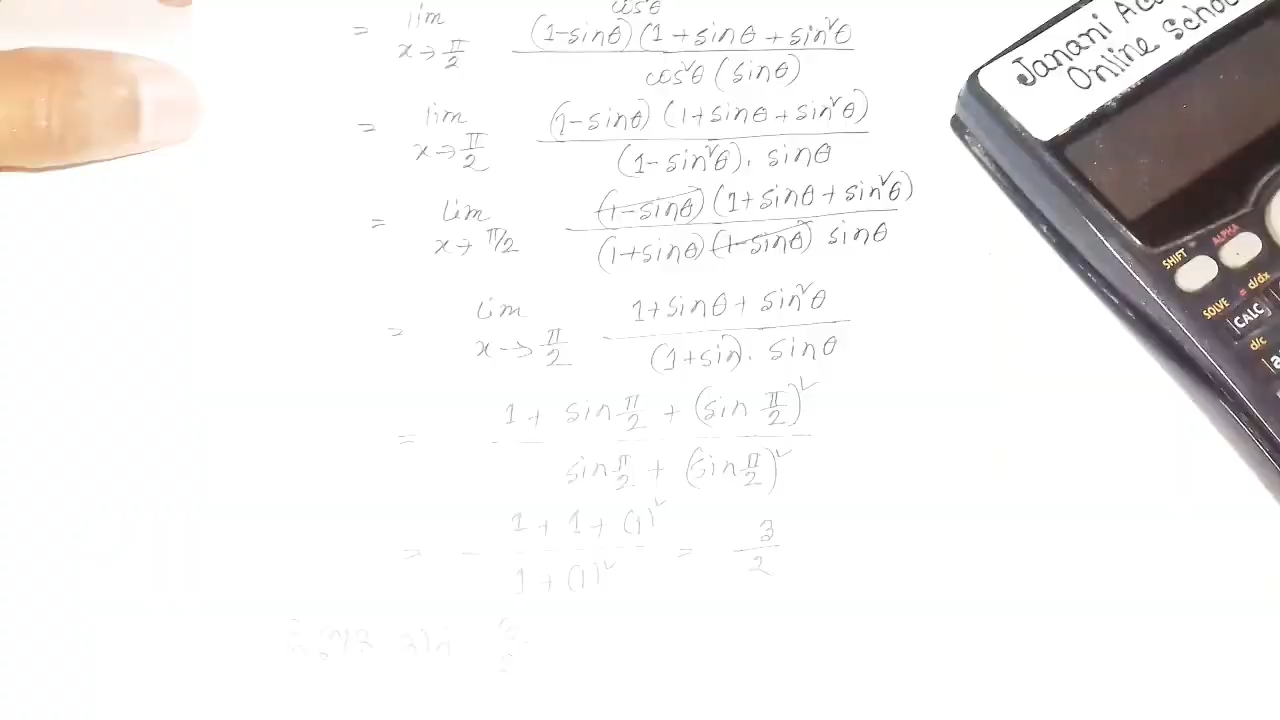 cos²θ
= lim x→π/2 (1-sinθ)(1+sinθ+sin²θ / cos²θ (sinθ)
= lim x→π/2 (1-sinθ)(1+sinθ+sin²θ) / (1-sin²θ). sinθ
= lim x→π/2 (1-sinθ)(1+sinθ+sin²θ) / (1+sinθ)(1-sinθ) sinθ
= lim x→π/2 1+sinθ+sin²θ / (1+sin). sinθ
= 1+ sin π/2 + (sin π/2)² / sin π/2 + (sin π/2)²
= 1+1+(1)² / 1+(1)² = 3/2
Janani
Online School
SHIFT
ALPHA
SOLVE = d/dx
CALC
d/c